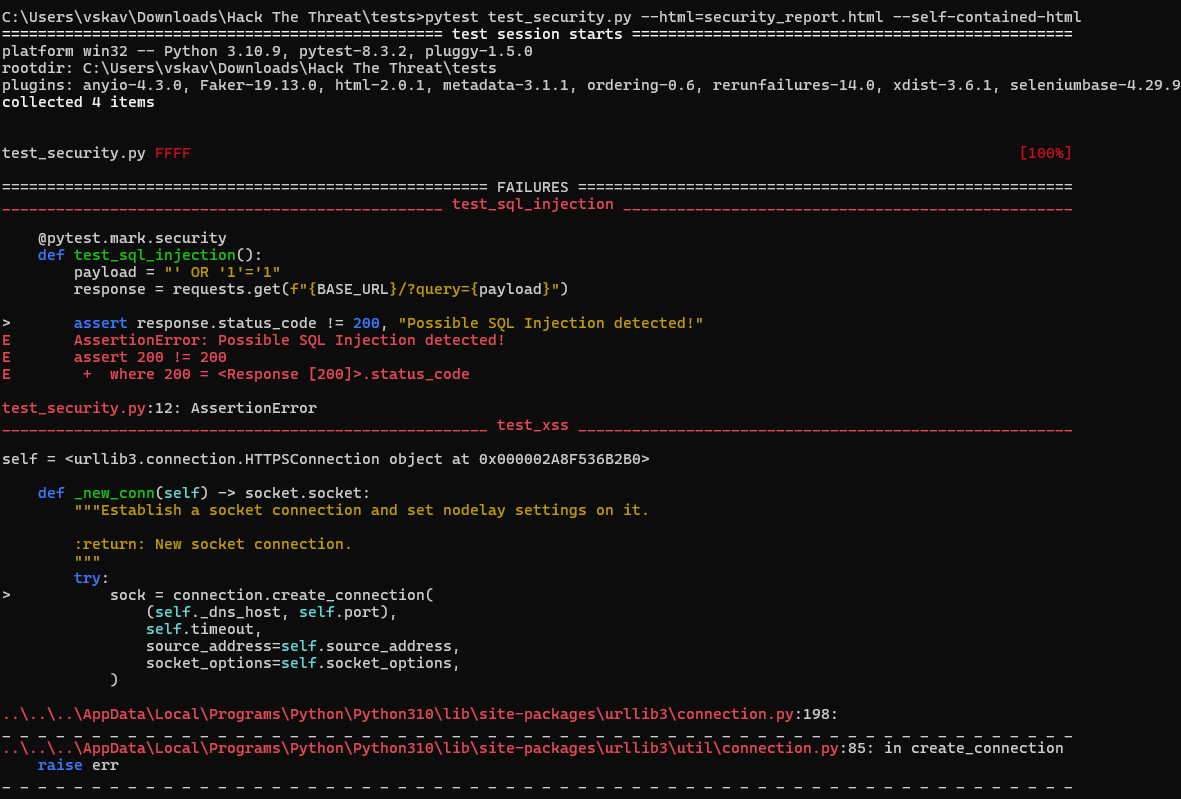 C:\Users\vskav\Downloads\Hack The Threat\tests>pytest test_security.py --html=security_report.html --self-contained-html
================================================= test session starts =================================================
platform win32 -- Python 3.10.9, pytest-8.3.2, pluggy-1.5.0
rootdir: C:\Users\vskav\Downloads\Hack The Threat\tests
plugins: anyio-4.3.0, Faker-19.13.0, html-2.0.1, metadata-3.1.1, ordering-0.6, rerunfailures-14.0, xdist-3.6.1, seleniumbase-4.29.9
collected 4 items

test_security.py FFFF                                                                                            [100%]

====================================================== FAILURES =======================================================
_________________________________________________ test_sql_injection __________________________________________________

    @pytest.mark.security
    def test_sql_injection():
        payload = "' OR '1'='1"
        response = requests.get(f"{BASE_URL}/?query={payload}")

>       assert response.status_code != 200, "Possible SQL Injection detected!"
E       AssertionError: Possible SQL Injection detected!
E       assert 200 != 200
E        +  where 200 = <Response [200]>.status_code

test_security.py:12: AssertionError
______________________________________________________ test_xss _______________________________________________________

self = <urllib3.connection.HTTPSConnection object at 0x000002A8F536B2B0>

    def _new_conn(self) -> socket.socket:
        """Establish a socket connection and set nodelay settings on it.

        :return: New socket connection.
        """
        try:
>           sock = connection.create_connection(
                (self._dns_host, self.port),
                self.timeout,
                source_address=self.source_address,
                socket_options=self.socket_options,
            )

..\..\..\AppData\Local\Programs\Python\Python310\lib\site-packages\urllib3\connection.py:198:
_ _ _ _ _ _ _ _ _ _ _ _ _ _ _ _ _ _ _ _ _ _ _ _ _ _ _ _ _ _ _ _ _ _ _ _ _ _ _ _ _ _ _ _ _ _ _ _ _ _ _ _ _ _ _ _ _ _ _ _
..\..\..\AppData\Local\Programs\Python\Python310\lib\site-packages\urllib3\util\connection.py:85: in create_connection
    raise err
_ _ _ _ _ _ _ _ _ _ _ _ _ _ _ _ _ _ _ _ _ _ _ _ _ _ _ _ _ _ _ _ _ _ _ _ _ _ _ _ _ _ _ _ _ _ _ _ _ _ _ _ _ _ _ _ _ _ _ _